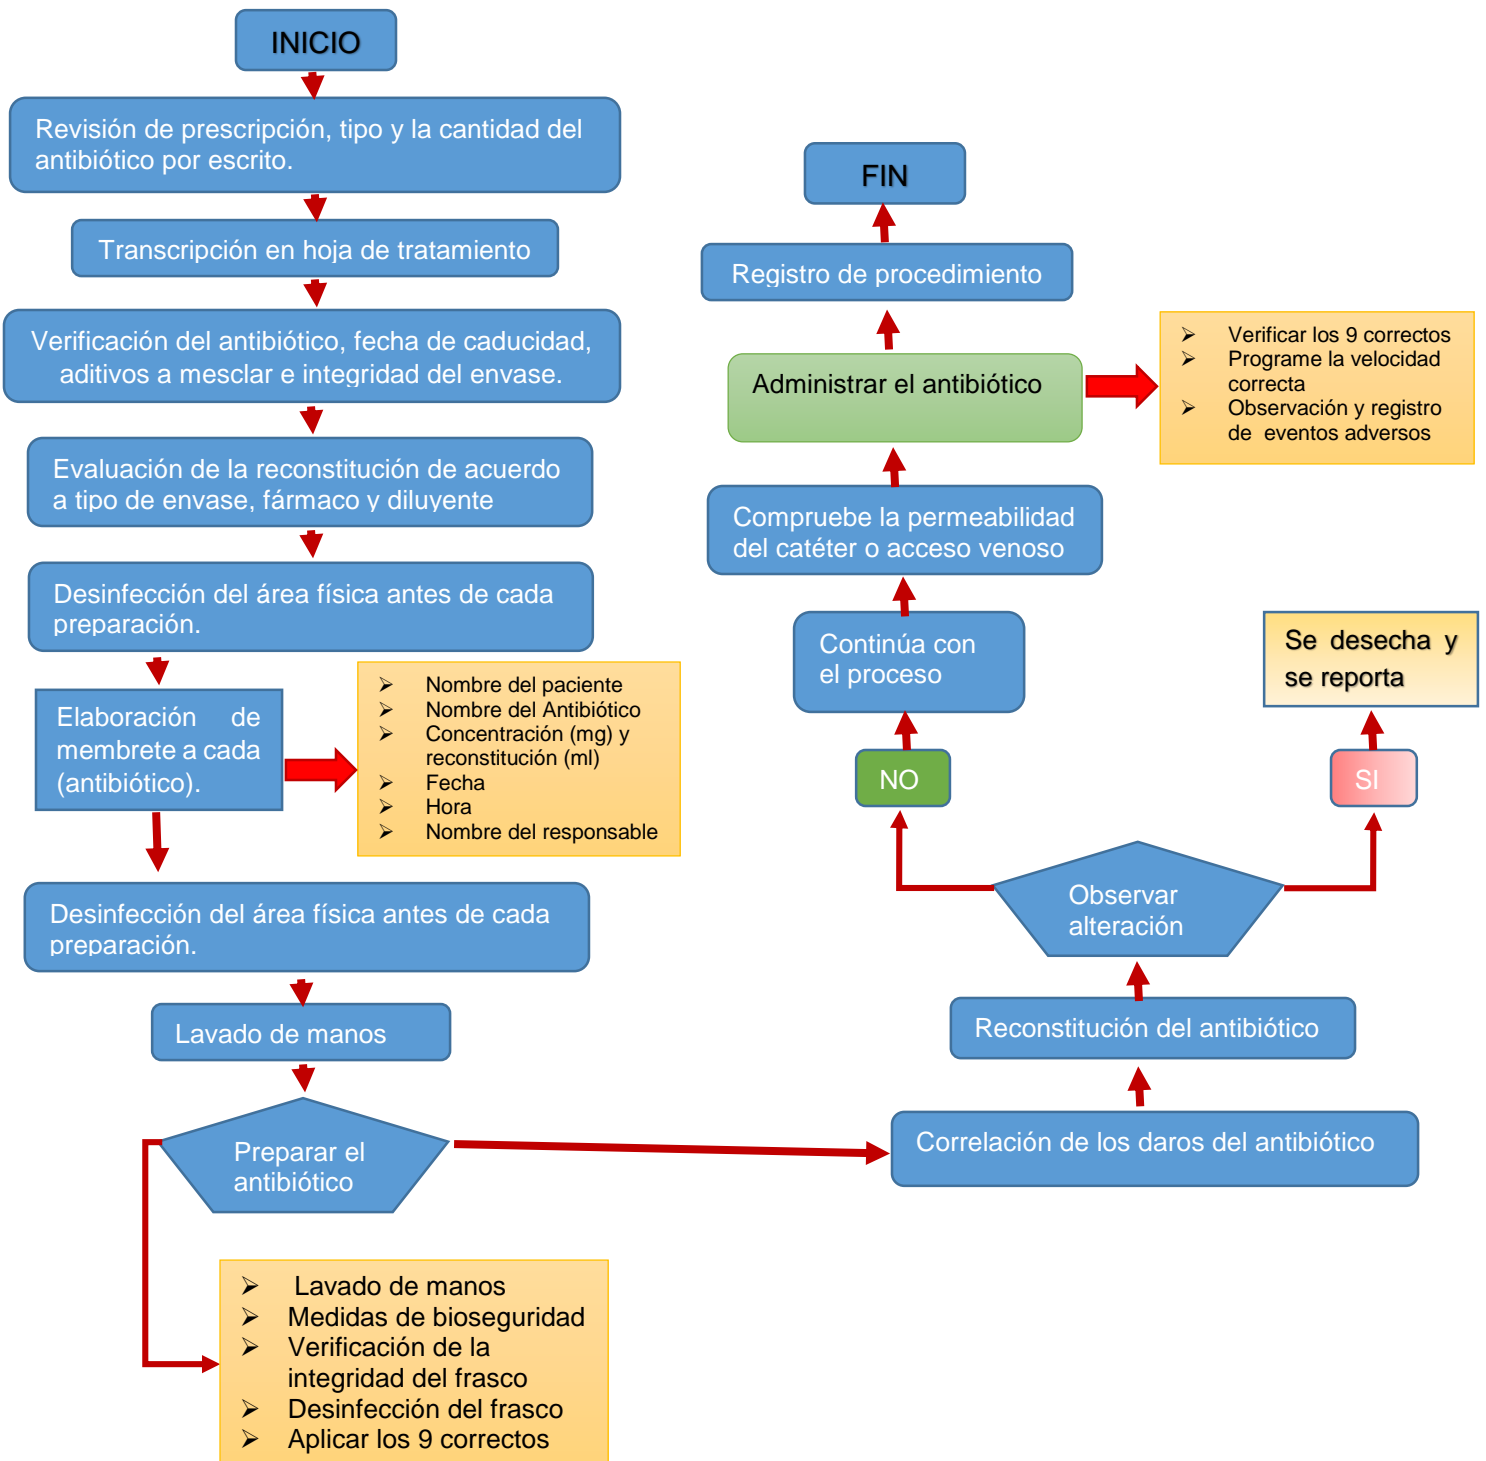 INICIO
Revisión de prescripción, tipo y la cantidad del
antibiótico por escrito.
Transcripción en hoja de tratamiento
Verificación del antibiótico, fecha de caducidad,
aditivos a mesclar e integridad del envase.
Evaluación de la reconstitución de acuerdo
a tipo de envase, fármaco y diluyente
Desinfección del área física antes de cada
preparación.
Elaboración de
membrete a cada
(antibiótico).
➢ Nombre del paciente
➢ Nombre del Antibiótico
➢ Concentración (mg) y
reconstitución (ml)
➢ Fecha
➢ Hora
➢ Nombre del responsable
Desinfección del área física antes de cada
preparación.
Lavado de manos
Preparar el
antibiótico
➢ Lavado de manos
➢ Medidas de bioseguridad
➢ Verificación de la
integridad del frasco
➢ Desinfección del frasco
➢ Aplicar los 9 correctos
Correlación de los daros del antibiótico
Reconstitución del antibiótico
Observar
alteración
NO
SI
Se desecha y
se reporta
Continúa con
el proceso
Compruebe la permeabilidad
del catéter o acceso venoso
Administrar el antibiótico
➢ Verificar los 9 correctos
➢ Programe la velocidad
correcta
➢ Observación y registro
de eventos adversos
Registro de procedimiento
FIN